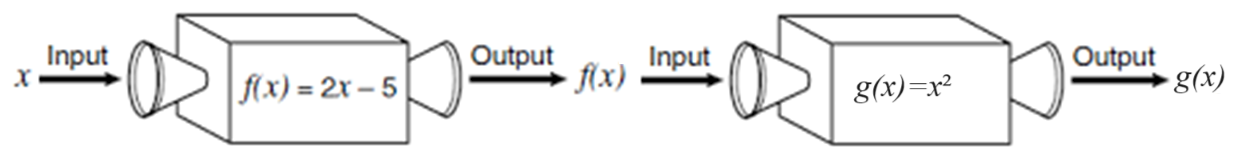 Input Output Input Output
x f(x) = 2x – 5 f(x) g(x)=x² g(x)